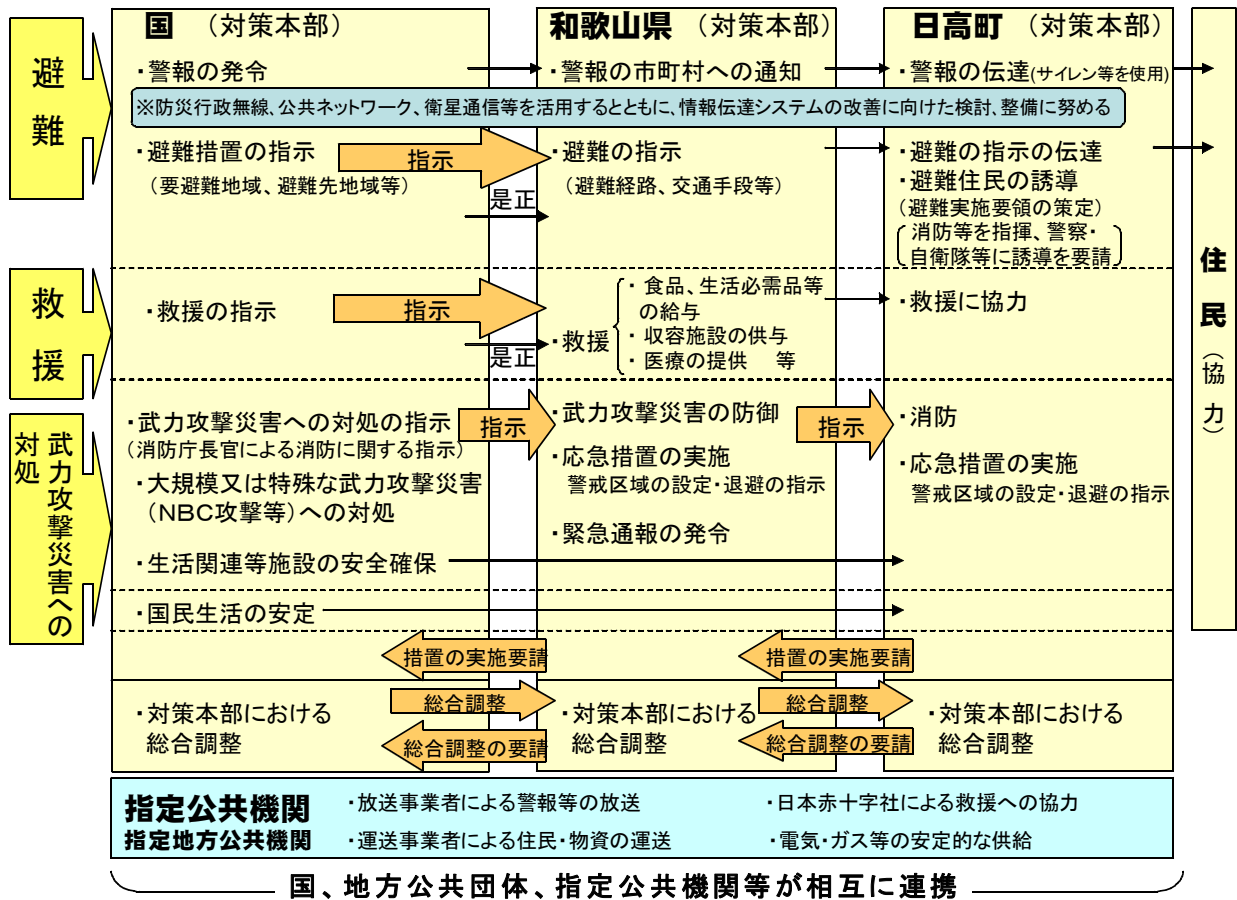 国 （対策本部）
和歌山県 （対策本部）
日高町 （対策本部）
避難
・警報の発令
・警報の市町村への通知
・警報の伝達(サイレン等を使用)
※防災行政無線、公共ネットワーク、衛星通信等を活用するとともに、情報伝達システムの改善に向けた検討、整備に努める
・避難措置の指示
（要避難地域、避難先地域等）
指示
是正
・避難の指示
（避難経路、交通手段等）
・避難の指示の伝達
・避難住民の誘導
（避難実施要領の策定）
消防等を指揮、警察・
自衛隊等に誘導を要請
救援
・救援の指示
指示
是正
・救援
・食品、生活必需品等
の給与
・収容施設の供与
・医療の提供　等
・救援に協力
武力攻撃災害への
対処
・武力攻撃災害への対処の指示
（消防庁長官による消防に関する指示）
・大規模又は特殊な武力攻撃災害
（ＮＢＣ攻撃等）への対処
・生活関連等施設の安全確保
指示
・武力攻撃災害の防御
・応急措置の実施
警戒区域の設定・退避の指示
・緊急通報の発令
指示
・消防
・応急措置の実施
警戒区域の設定・退避の指示
・国民生活の安定
措置の実施要請
措置の実施要請
・対策本部における
総合調整
総合調整
総合調整の要請
・対策本部における
総合調整
総合調整
総合調整の要請
・対策本部における
総合調整
住民（協力）
指定公共機関
指定地方公共機関
・放送事業者による警報等の放送
・日本赤十字社による救援への協力
・運送事業者による住民・物資の運送
・電気・ガス等の安定的な供給
国、地方公共団体、指定公共機関等が相互に連携